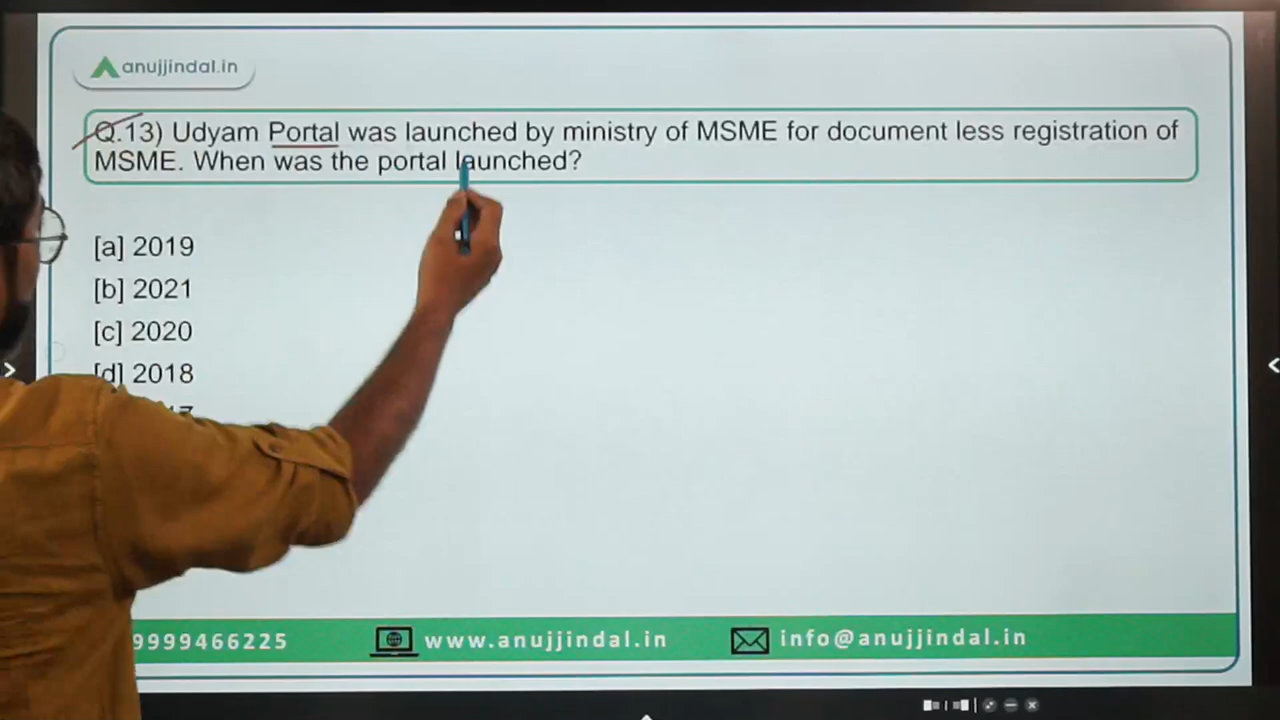 anujjindal.in
Q.13) Udyam Portal was launched by ministry of MSME for document less registration of
MSME. When was the portal launched?
[a] 2019
[b] 2021
[c] 2020
[d] 2018
9999466225
www.anujjindal.in
info@anujjindal.in